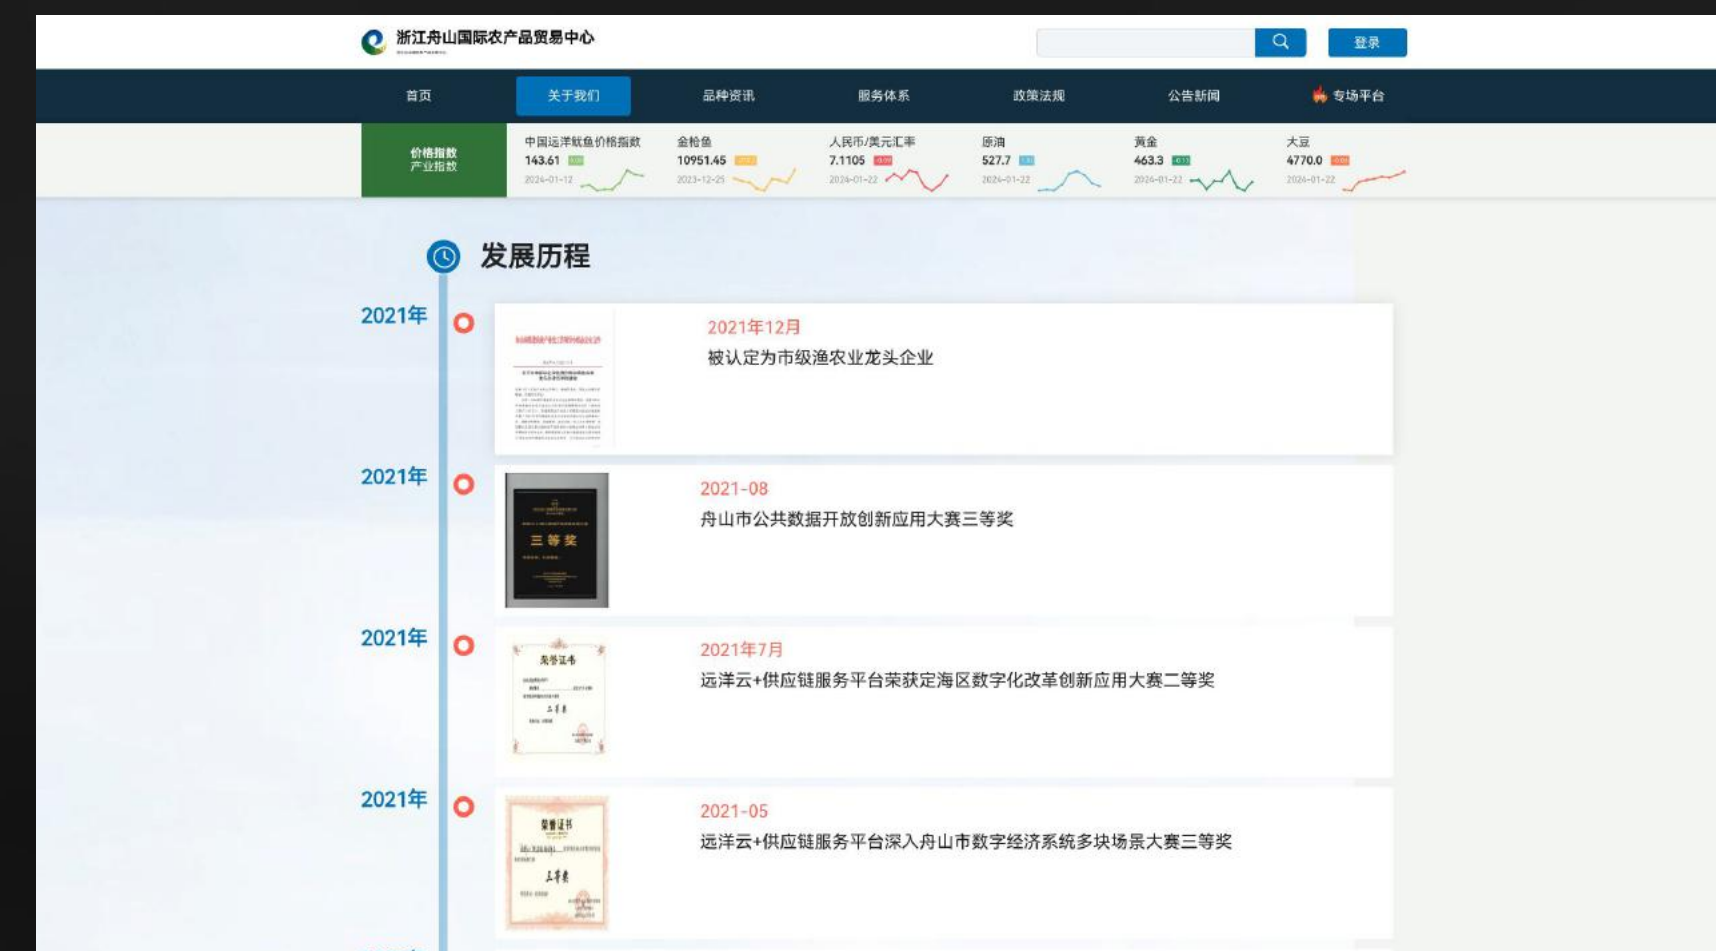 浙江舟山国际农产品贸易中心
登录
首页
关于我们
品种资讯
服务体系
政策法规
公告新闻
专场平台
价格指数
产业指数
中国远洋鱿鱼价格指数
143.61
2024-01-12
金枪鱼
10951.45
2023-12-25
人民币/美元汇率
7.1105
2024-01-22
原油
527.7
2024-01-22
黄金
463.3
2024-01-22
大豆
4770.0
2024-01-22
发展历程
2021年
2021年12月
被认定为市级渔农业龙头企业
2021年
三等奖
2021-08
舟山市公共数据开放创新应用大赛三等奖
2021年
荣誉证书
2021年7月
远洋云+供应链服务平台荣获定海区数字化改革创新应用大赛二等奖
2021年
荣誉证书
三等奖
2021-05
远洋云+供应链服务平台深入舟山市数字经济系统多块场景大赛三等奖